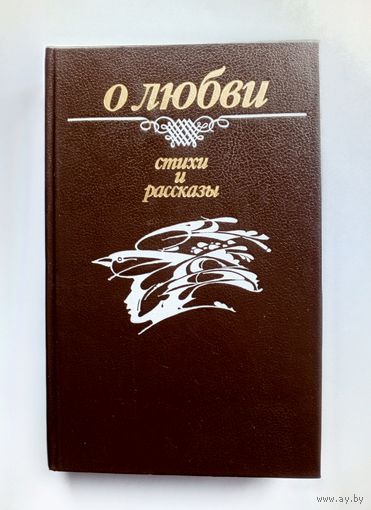 о любви
стихи
и
рассказы
www.ay.by